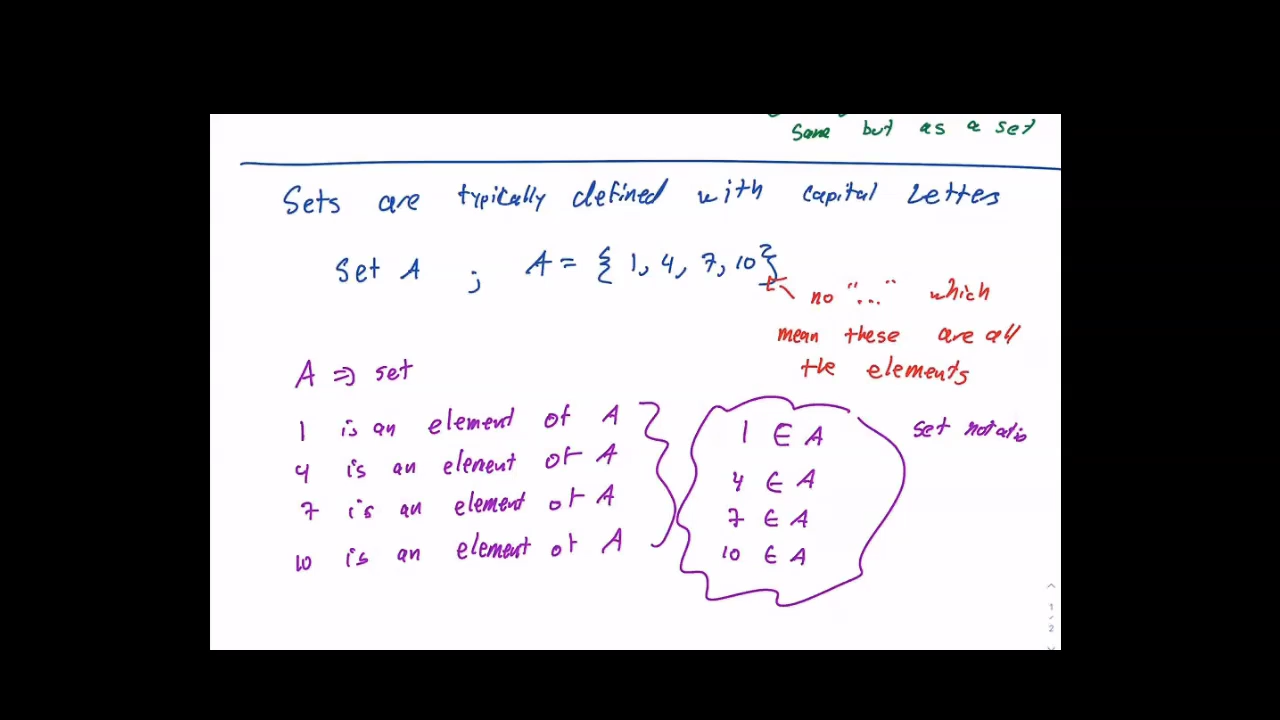 same but as a set
Sets are typically defined with capital letters
Set A ; A = { 1, 4, 7, 10}
no "..." which
mean these are all
the elements
A => set
1 is an element of A
4 is an element of A
7 is an element of A
10 is an element of A
1 ∈ A
4 ∈ A
7 ∈ A
10 ∈ A
set notatio
1
2